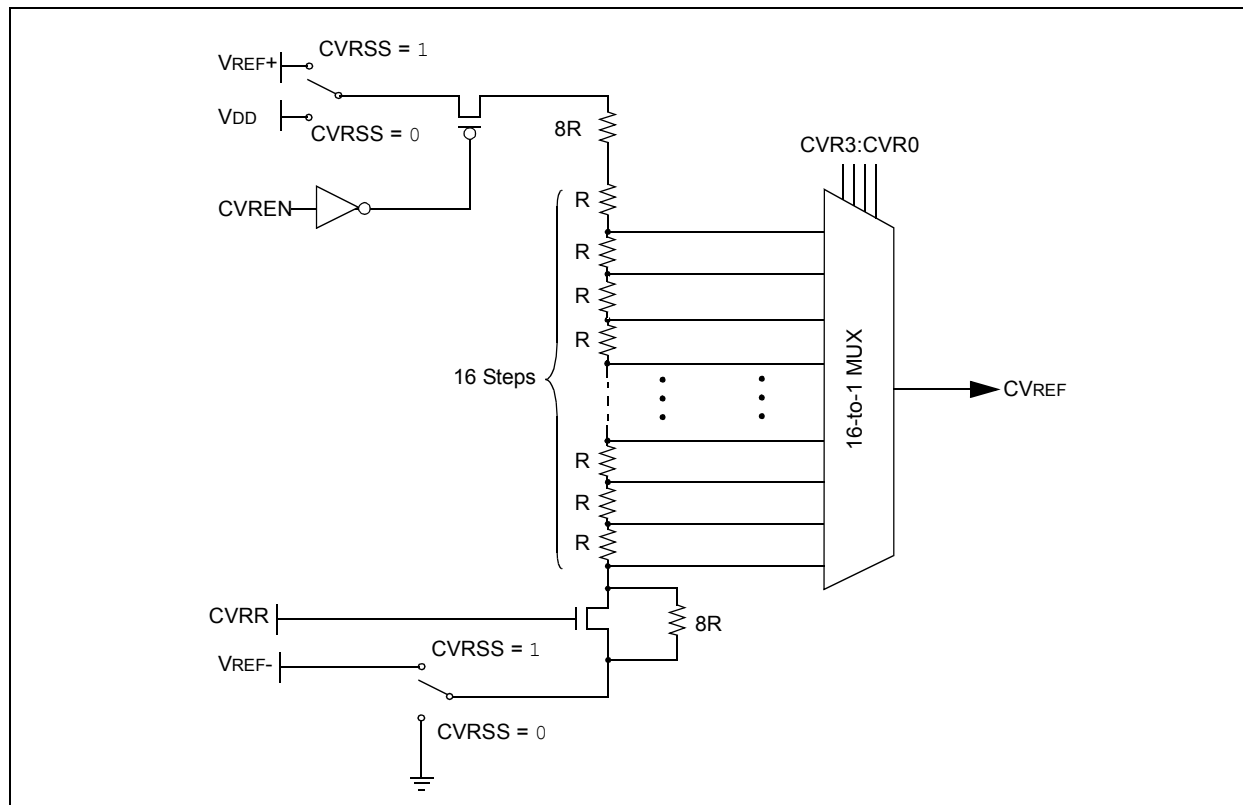 CVRSS = 1
VREF+
VDD
CVRSS = 0
8R
CVREN
CVR3:CVR0
R
R
R
R
16 Steps
16-to-1 MUX
CVREF
R
R
R
CVRR
8R
CVRSS = 1
VREF-
CVRSS = 0